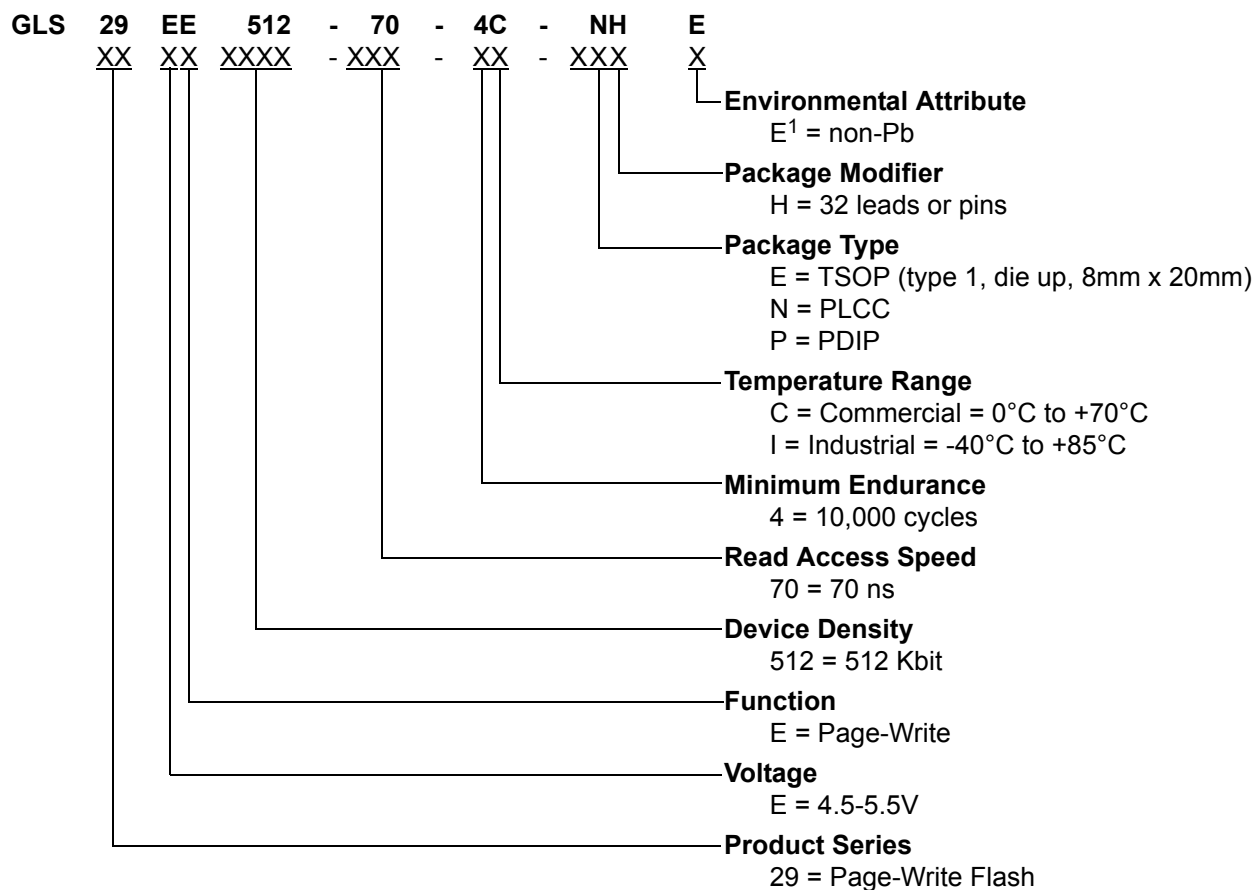 GLS 29 EE 512 - 70 - 4C - NH E
XX XX XXXX - XXX - XX - XXX X
Environmental Attribute
E1 = non-Pb
Package Modifier
H = 32 leads or pins
Package Type
E = TSOP (type 1, die up, 8mm x 20mm)
N = PLCC
P = PDIP
Temperature Range
C = Commercial = 0°C to +70°C
I = Industrial = -40°C to +85°C
Minimum Endurance
4 = 10,000 cycles
Read Access Speed
70 = 70 ns
Device Density
512 = 512 Kbit
Function
E = Page-Write
Voltage
E = 4.5-5.5V
Product Series
29 = Page-Write Flash